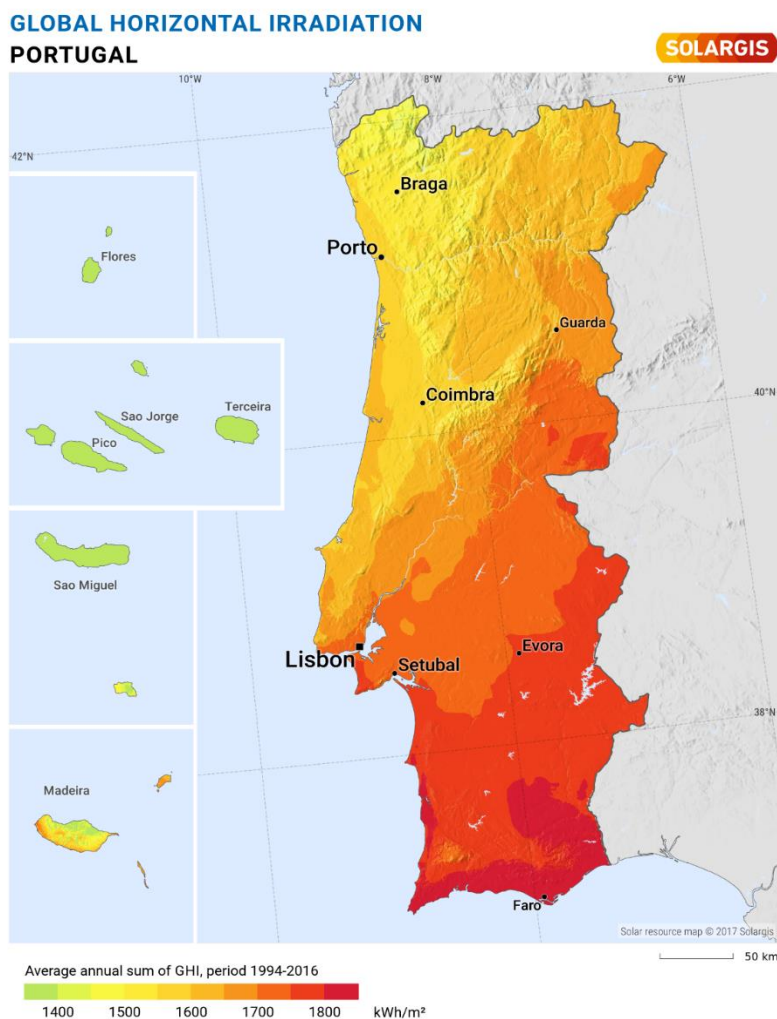 GLOBAL HORIZONTAL IRRADIATION
PORTUGAL
SOLARGIS
10°W
8°W
6°W
42°N
Braga
Flores
Porto
Guarda
Coimbra
40°N
Sao Jorge
Terceira
Pico
Sao Miguel
Lisbon
Setubal
Evora
38°N
Madeira
Faro
Solar resource map © 2017 Solargis
50 km
Average annual sum of GHI, period 1994-2016
1400 1500 1600 1700 1800 kWh/m²